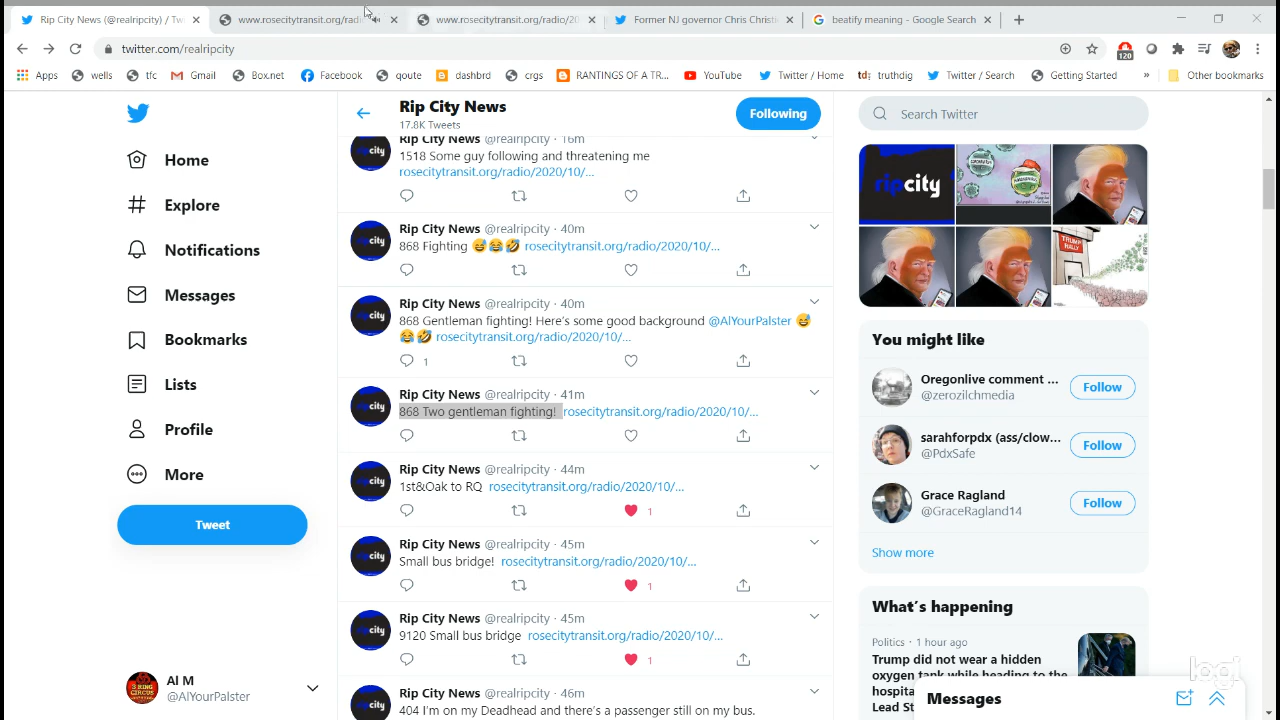 Rip City News (@realripcity) / Tw
www.rosecitytransit.org/radi
www.rosecitytransit.org/radio/20
Former NJ governor Chris Christi
beatify meaning - Google Search
twitter.com/realripcity
120
Apps
wells
tfc
Gmail
Box.net
Facebook
qoute
dashbrd
crgs
RANTINGS OF A TR...
YouTube
Twitter / Home
td: truthdig
Twitter / Search
Getting Started
»
Other bookmarks
Home
Explore
Notifications
Messages
Bookmarks
Lists
Profile
More
Tweet
Al M
@AlYourPalster
Rip City News
17.8K Tweets
Following
Rip City News @realripcity · 16m
1518 Some guy following and threatening me
rosecitytransit.org/radio/2020/10/...
Rip City News @realripcity · 40m
868 Fighting 😅😂🤣 rosecitytransit.org/radio/2020/10/...
Rip City News @realripcity · 40m
868 Gentleman fighting! Here's some good background @AlYourPalster 😅
😂🤣 rosecitytransit.org/radio/2020/10/...
1
Rip City News @realripcity · 41m
868 Two gentleman fighting! rosecitytransit.org/radio/2020/10/...
Rip City News @realripcity · 44m
1st&Oak to RQ rosecitytransit.org/radio/2020/10/...
1
Rip City News @realripcity · 45m
Small bus bridge! rosecitytransit.org/radio/2020/10/...
1
Rip City News @realripcity · 45m
9120 Small bus bridge rosecitytransit.org/radio/2020/10/...
1
Rip City News @realripcity · 46m
404 I'm on my Deadhead and there's a passenger still on my bus.
Search Twitter
ripcity
TRUMP
RALLY
You might like
Oregonlive comment ...
@zerozilchmedia
Follow
sarahforpdx (ass/clow...
@PdxSafe
Follow
Grace Ragland
@GraceRagland14
Follow
Show more
What's happening
Politics · 1 hour ago
Trump did not wear a hidden
oxygen tank while heading to the
hospita
Lead St
Messages
logi